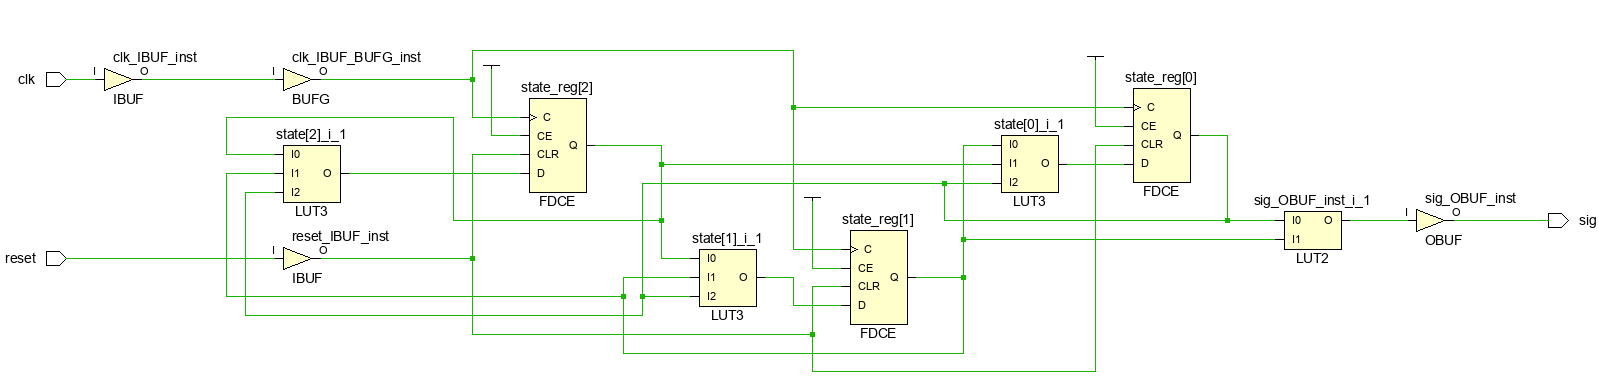 clk
I
clk_IBUF_inst
O
IBUF
I
clk_IBUF_BUFG_inst
O
BUFG
state_reg[2]
C
CE
CLR
D
Q
FDCE
state[2]_i_1
I0
I1
I2
O
LUT3
reset
I
reset_IBUF_inst
O
IBUF
state[1]_i_1
I0
I1
I2
O
LUT3
state_reg[1]
C
CE
CLR
D
Q
FDCE
state[0]_i_1
I0
I1
I2
O
LUT3
state_reg[0]
C
CE
CLR
D
Q
FDCE
sig_OBUF_inst_i_1
I0
I1
O
LUT2
I
sig_OBUF_inst
O
OBUF
sig